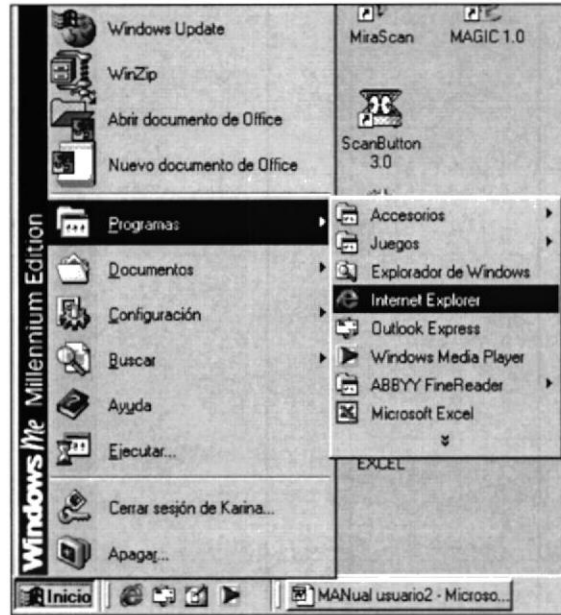 Windows Me Millennium Edition
Windows Update
WinZip
Abrir documento de Office
Nuevo documento de Office
Programas
Documentos
Configuración
Buscar
Ayuda
Ejecutar...
Cerrar sesión de Karina...
Apagar...
MiraScan
MAGIC 1.0
ScanButton
3.0
Accesorios
Juegos
Explorador de Windows
Internet Explorer
Outlook Express
Windows Media Player
ABBYY FineReader
Microsoft Excel
EXCEL
Inicio
MANual usuario2 - Microso...